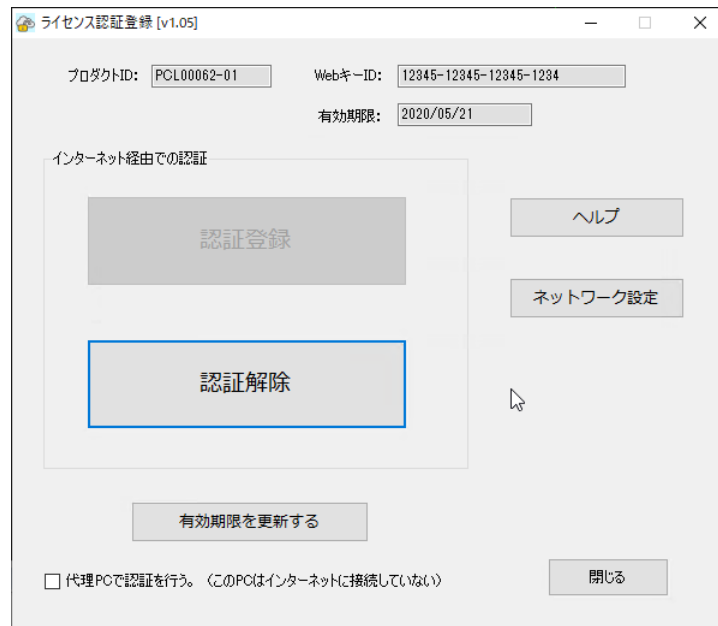 ライセンス認証登録 [v1.05]
プロダクトID: PCL00062-01 WebキーID: 12345-12345-12345-1234
有効期限: 2020/05/21
インターネット経由での認証
認証登録
ヘルプ
ネットワーク設定
認証解除
有効期限を更新する
代理PCで認証を行う。（このPCはインターネットに接続していない）
閉じる